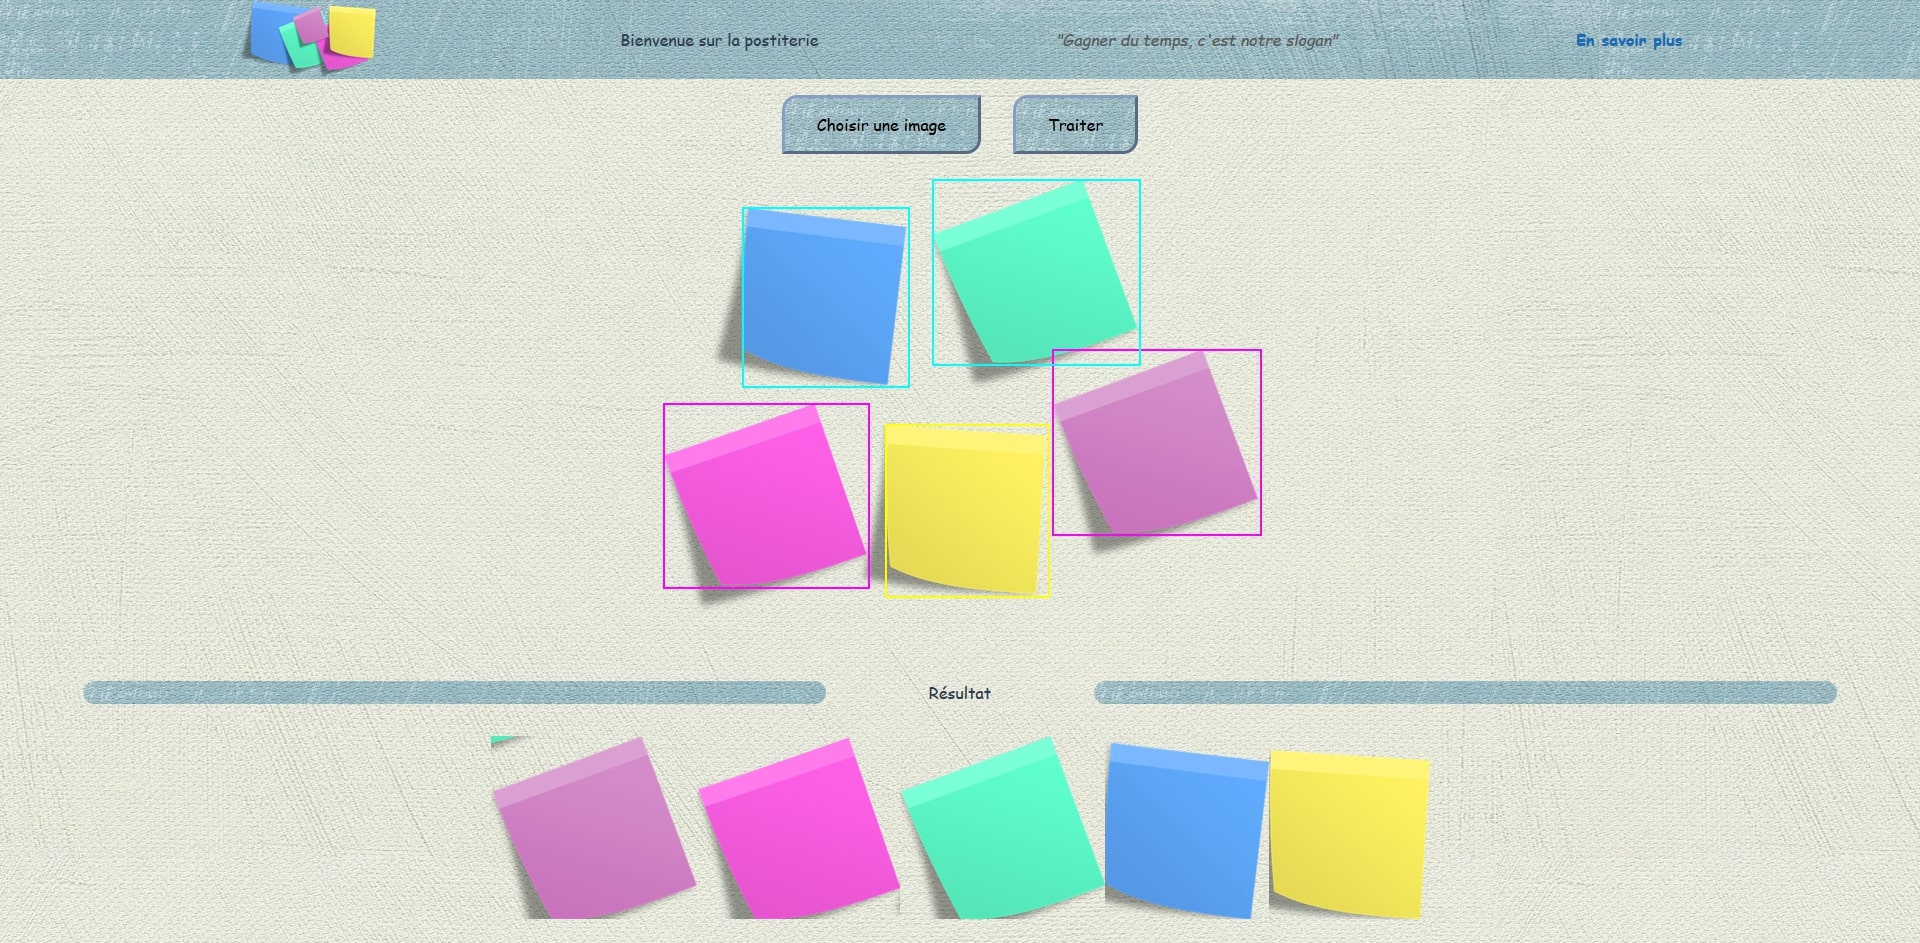 Bienvenue sur la postiterie
"Gagner du temps, c'est notre slogan"
En savoir plus
Choisir une image
Traiter
Résultat